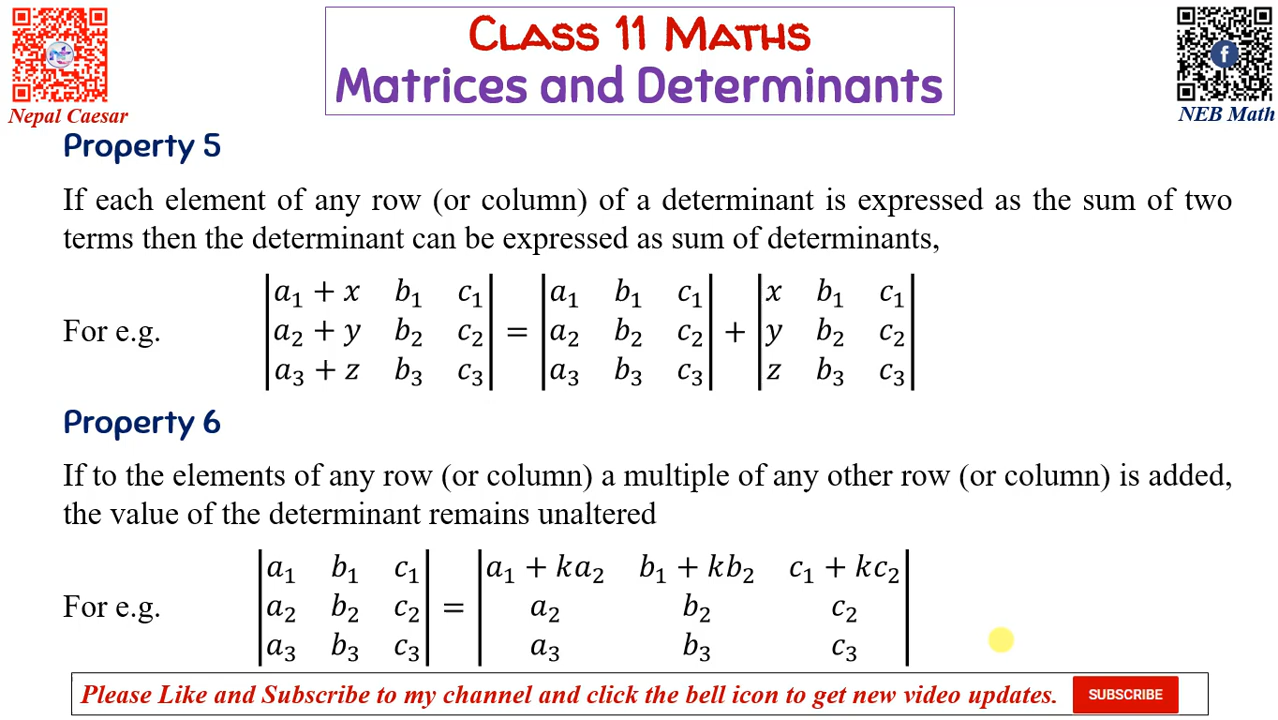 CLASS 11 MATHS
Matrices and Determinants
Nepal Caesar
NEB Math
Property 5
If each element of any row (or column) of a determinant is expressed as the sum of two
terms then the determinant can be expressed as sum of determinants,
For e.g.
|a₁ + x b₁ c₁| |a₁ b₁ c₁| |x b₁ c₁|
|a₂ + y b₂ c₂| = |a₂ b₂ c₂| + |y b₂ c₂|
|a₃ + z b₃ c₃| |a₃ b₃ c₃| |z b₃ c₃|
Property 6
If to the elements of any row (or column) a multiple of any other row (or column) is added,
the value of the determinant remains unaltered
For e.g.
|a₁ b₁ c₁| |a₁ + ka₂ b₁ + kb₂ c₁ + kc₂|
|a₂ b₂ c₂| = |a₂ b₂ c₂|
|a₃ b₃ c₃| |a₃ b₃ c₃|
Please Like and Subscribe to my channel and click the bell icon to get new video updates.
SUBSCRIBE